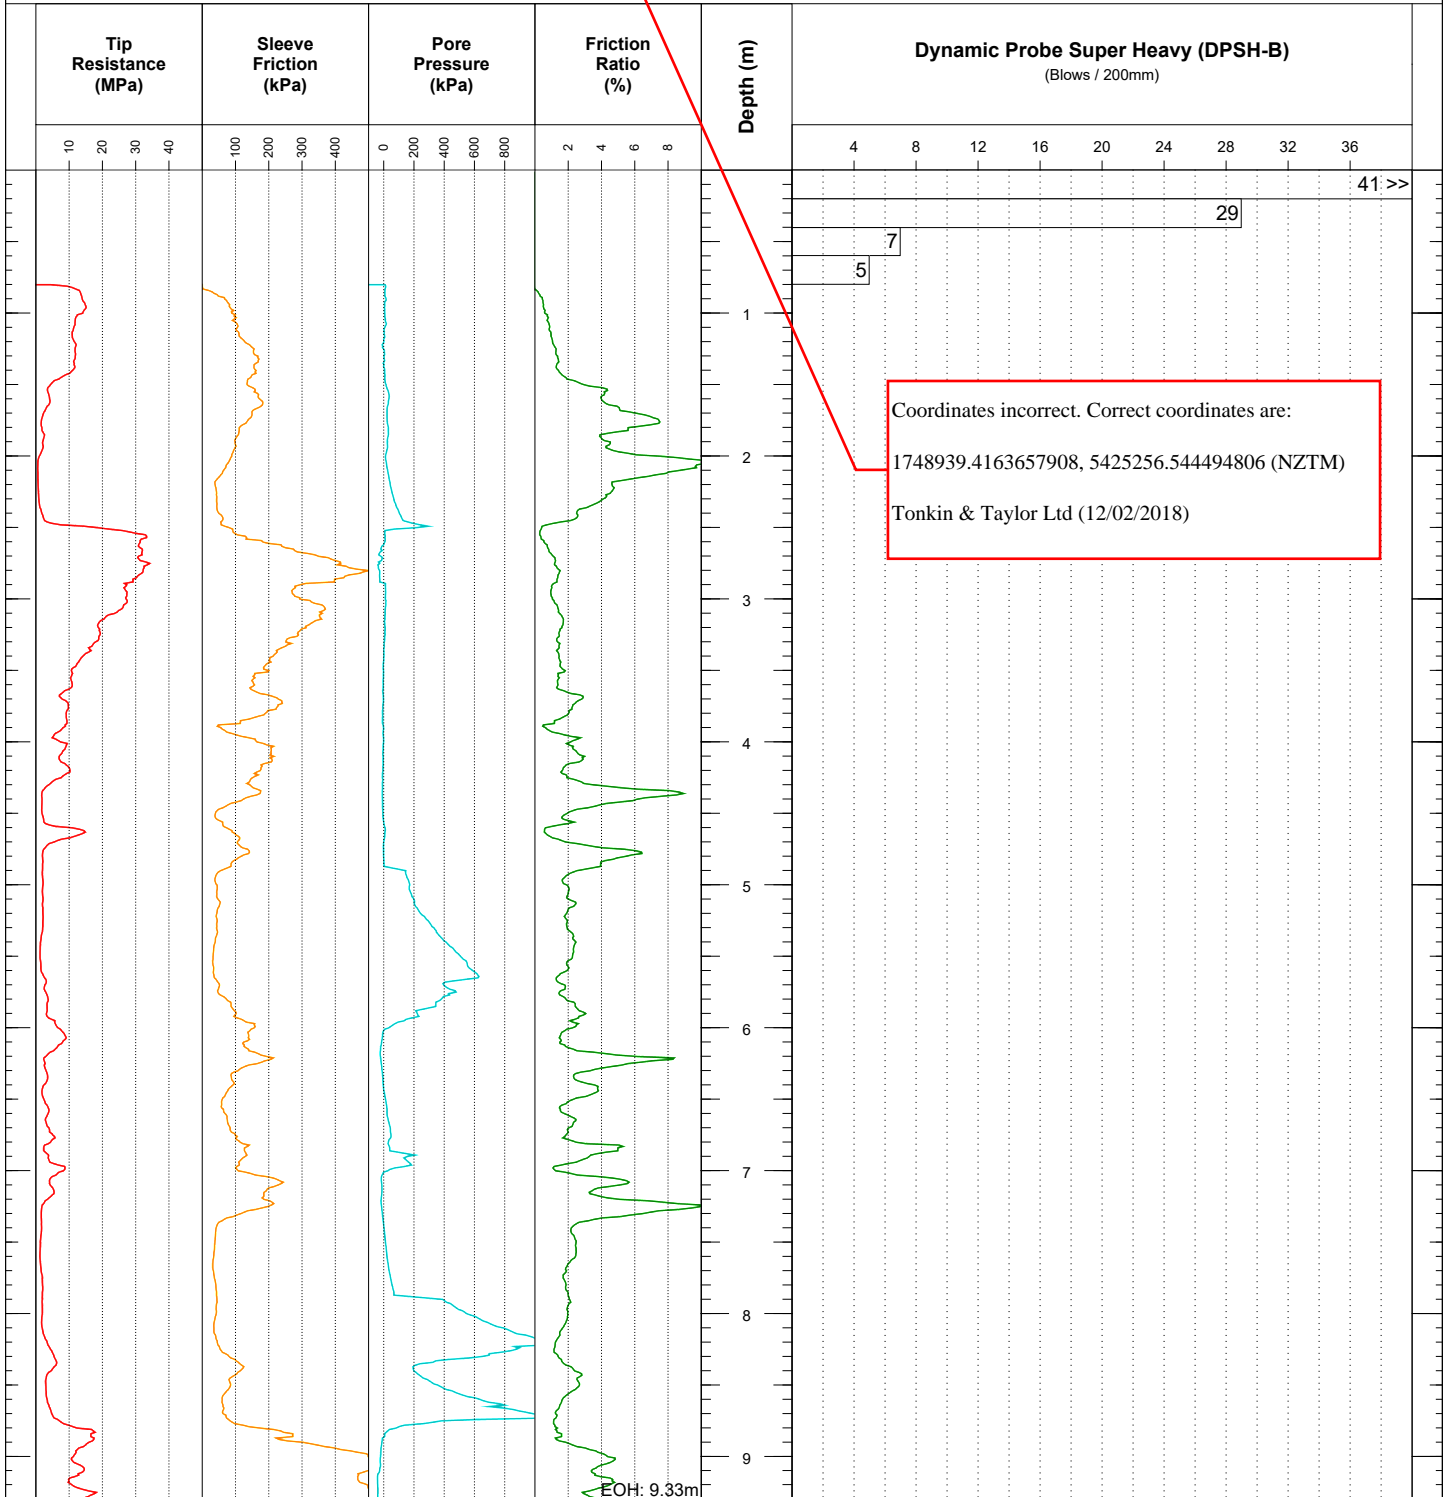 Tip
Resistance
(MPa)
Sleeve
Friction
(kPa)
Pore
Pressure
(kPa)
Friction
Ratio
(%)
Depth (m)
Dynamic Probe Super Heavy (DPSH-B)
(Blows / 200mm)
10 20 30 40
100 200 300 400
0 200 400 600 800
2 4 6 8
4 8 12 16 20 24 28 32 36
41 >>
29
7
5
1
Coordinates incorrect. Correct coordinates are:
1748939.4163657908, 5425256.544494806 (NZTM)
Tonkin & Taylor Ltd (12/02/2018)
2
3
4
5
6
7
8
9
EOH: 9.33m